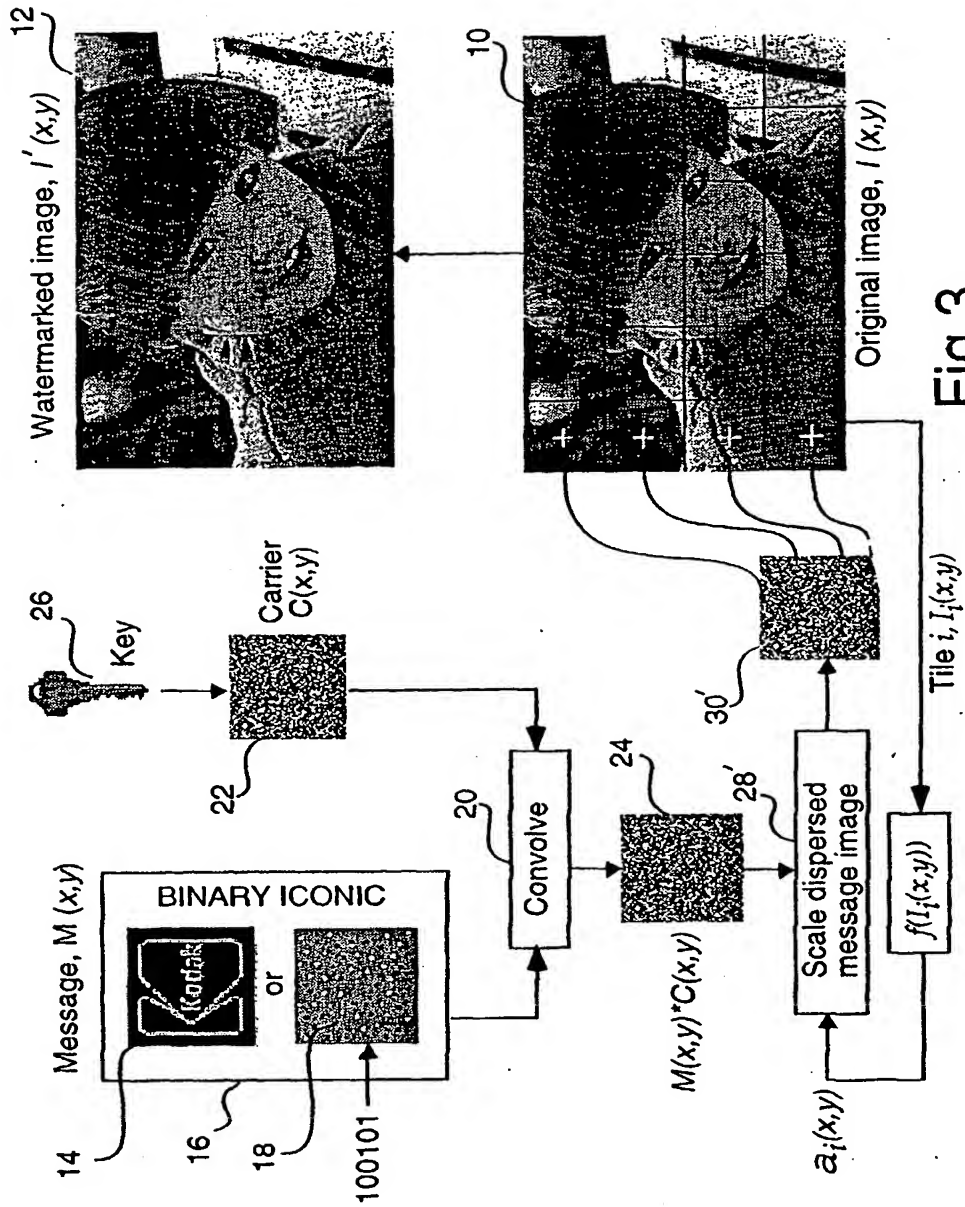 Message, M (x,y)
BINARY ICONIC
Kodak
or
14
16
18
100101
26
Key
22
Carrier
C(x,y)
20
Convolve
24
M(x,y)*C(x,y)
28'
Scale dispersed
message image
a_i(x,y)
f(I_i(x,y))
Tile i, I_i(x,y)
30'
Watermarked image, I'(x,y)
12
10
Original image, I (x,y)
Fig. 3